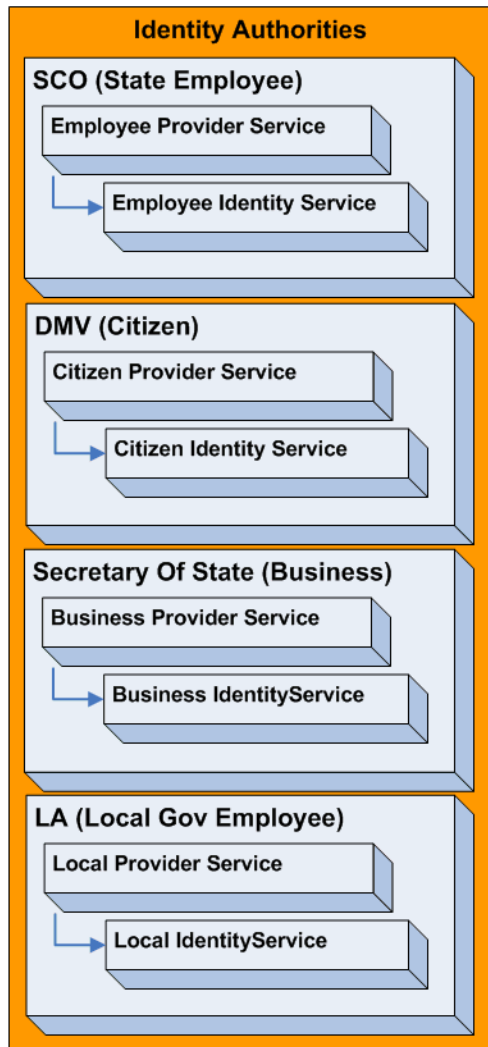 Identity Authorities
SCO (State Employee)
Employee Provider Service
Employee Identity Service
DMV (Citizen)
Citizen Provider Service
Citizen Identity Service
Secretary Of State (Business)
Business Provider Service
Business IdentityService
LA (Local Gov Employee)
Local Provider Service
Local IdentityService